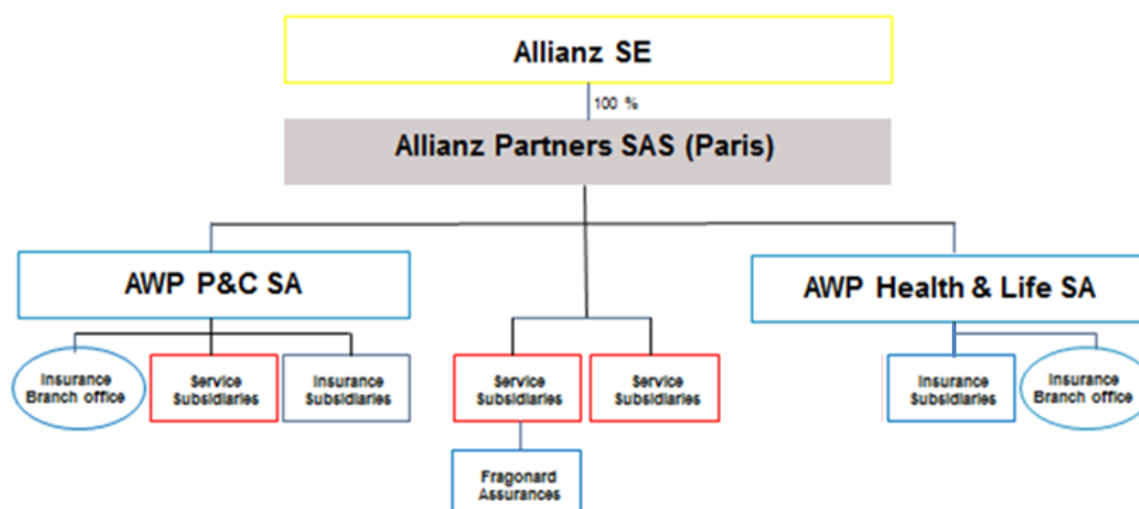 Allianz SE
100 %
Allianz Partners SAS (Paris)
AWP P&C SA
AWP Health & Life SA
Insurance
Branch office
Service
Subsidiaries
Insurance
Subsidiaries
Service
Subsidiaries
Service
Subsidiaries
Insurance
Subsidiaries
Insurance
Branch office
Fragonard
Assurances